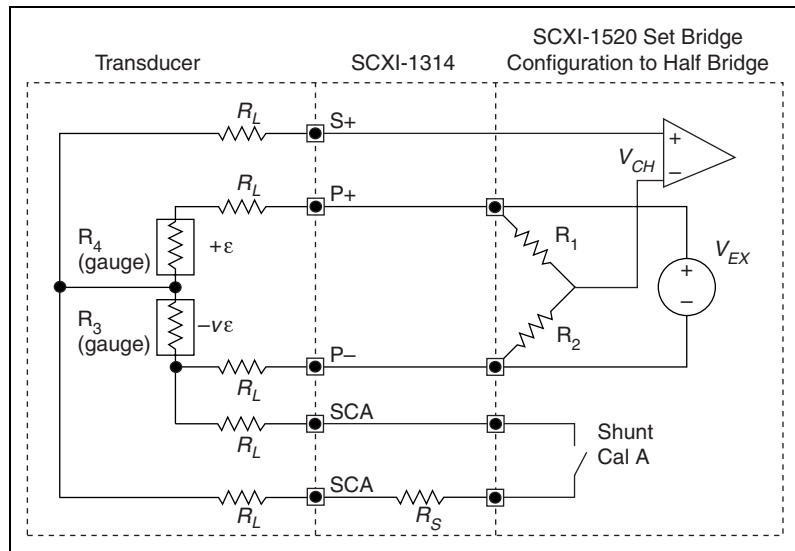 SCXI-1520 Set Bridge
Configuration to Half Bridge
Transducer
SCXI-1314
R_L
S+
R_L
P+
V_CH
+
−
R_4
(gauge)
+ε
R_1
V_EX
+
−
R_3
(gauge)
−νε
R_2
R_L
P−
R_L
SCA
Shunt
Cal A
R_L
SCA
R_S